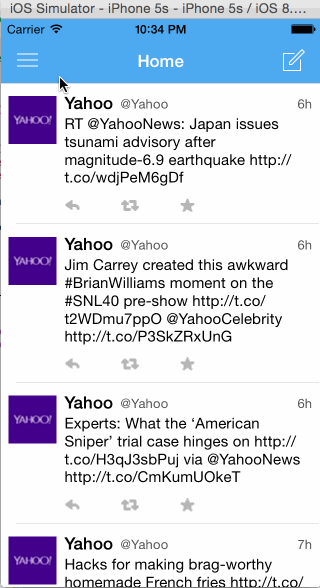 iOS Simulator - iPhone 5s - iPhone 5s / iOS 8....
Carrier 10:34 PM
Home
YAHOO!
Yahoo @Yahoo 6h
RT @YahooNews: Japan issues
tsunami advisory after
magnitude-6.9 earthquake http://
t.co/wdjPeM6gDf
YAHOO!
Yahoo @Yahoo 6h
Jim Carrey created this awkward
#BrianWilliams moment on the
#SNL40 pre-show http://t.co/
t2WDmu7ppO @YahooCelebrity
http://t.co/P3SkZRxUnG
YAHOO!
Yahoo @Yahoo 6h
Experts: What the ‘American
Sniper’ trial case hinges on http://
t.co/H3qJ3sbPuj via @YahooNews
http://t.co/CmKumUOkeT
YAHOO!
Yahoo @Yahoo 7h
Hacks for making brag-worthy
homemade French fries http://t.co/